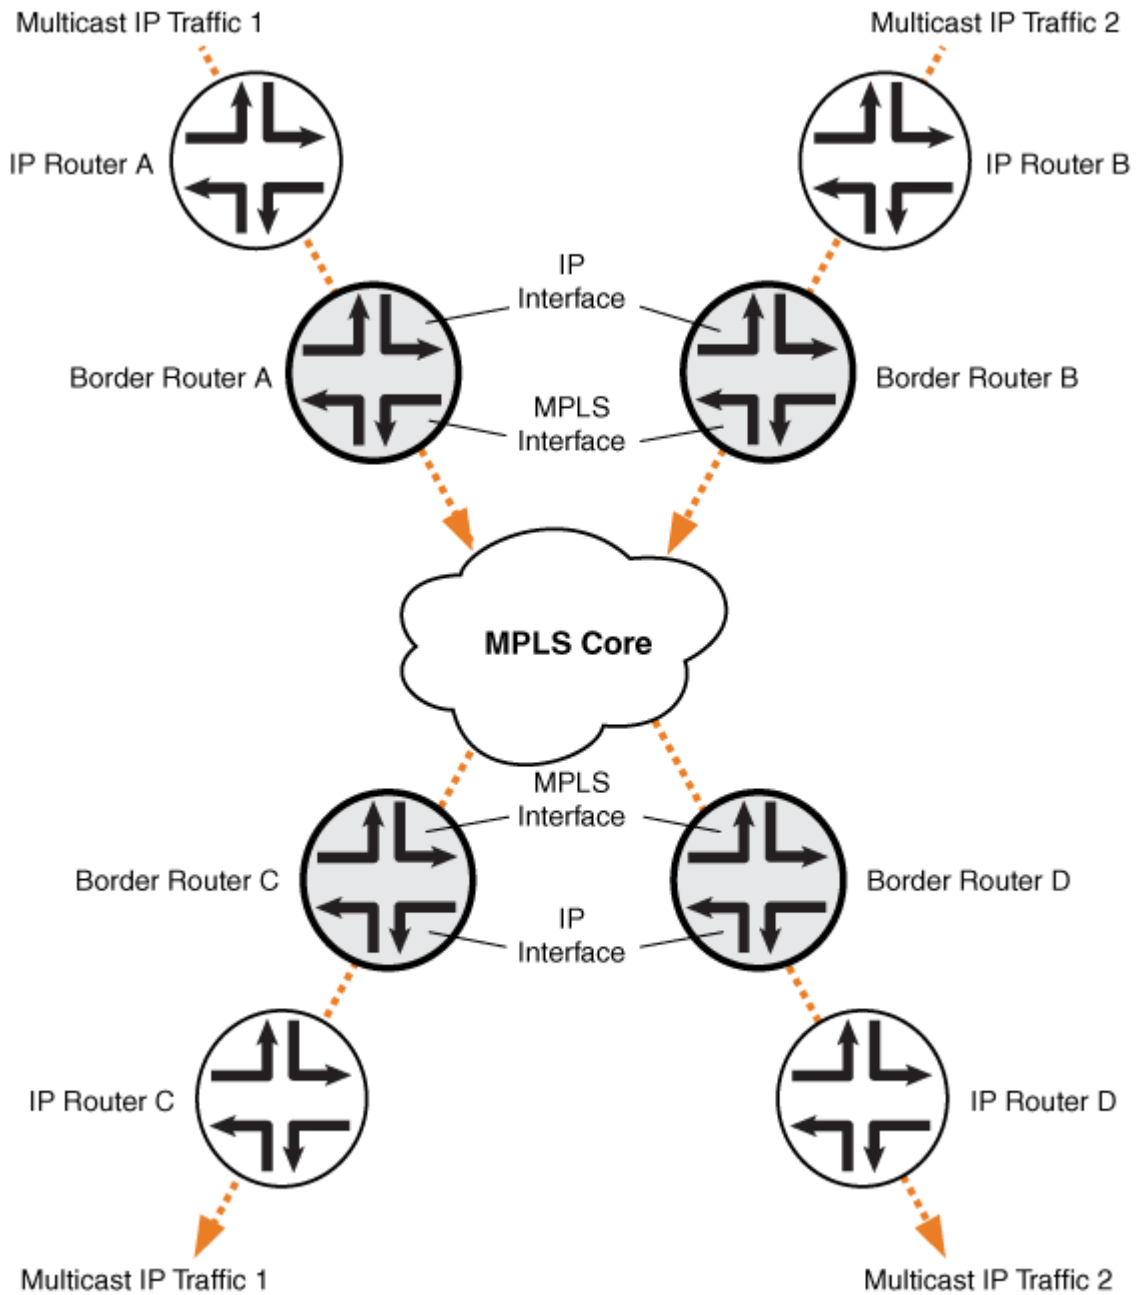 Multicast IP Traffic 1
Multicast IP Traffic 2
IP Router A
IP Router B
IP
Interface
Border Router A
Border Router B
MPLS
Interface
MPLS Core
MPLS
Interface
Border Router C
Border Router D
IP
Interface
IP Router C
IP Router D
Multicast IP Traffic 1
Multicast IP Traffic 2